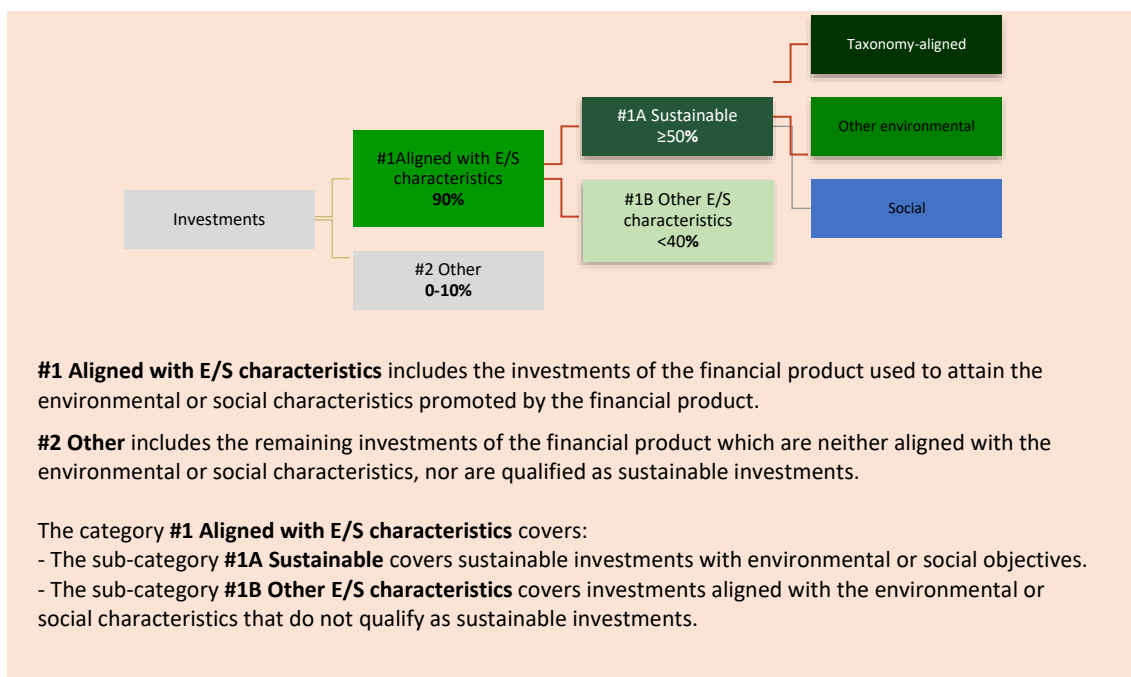 Taxonomy-aligned
#1A Sustainable
≥50%
Other environmental
#1Aligned with E/S
characteristics
90%
#1B Other E/S
characteristics
<40%
Social
Investments
#2 Other
0-10%
#1 Aligned with E/S characteristics includes the investments of the financial product used to attain the
environmental or social characteristics promoted by the financial product.
#2 Other includes the remaining investments of the financial product which are neither aligned with the
environmental or social characteristics, nor are qualified as sustainable investments.
The category #1 Aligned with E/S characteristics covers:
- The sub-category #1A Sustainable covers sustainable investments with environmental or social objectives.
- The sub-category #1B Other E/S characteristics covers investments aligned with the environmental or
social characteristics that do not qualify as sustainable investments.